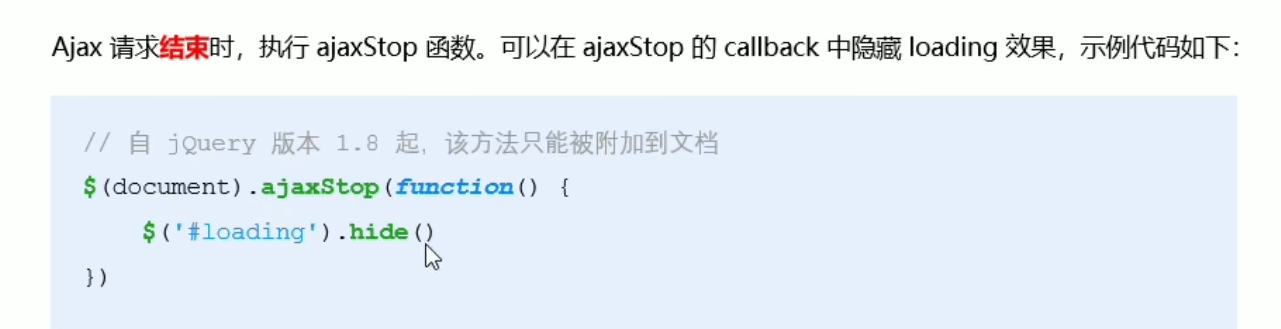 Ajax 请求结束时，执行 ajaxStop 函数。可以在 ajaxStop 的 callback 中隐藏 loading 效果，示例代码如下：
// 自 jQuery 版本 1.8 起，该方法只能被附加到文档
$(document).ajaxStop(function() {
    $('#loading').hide()
})